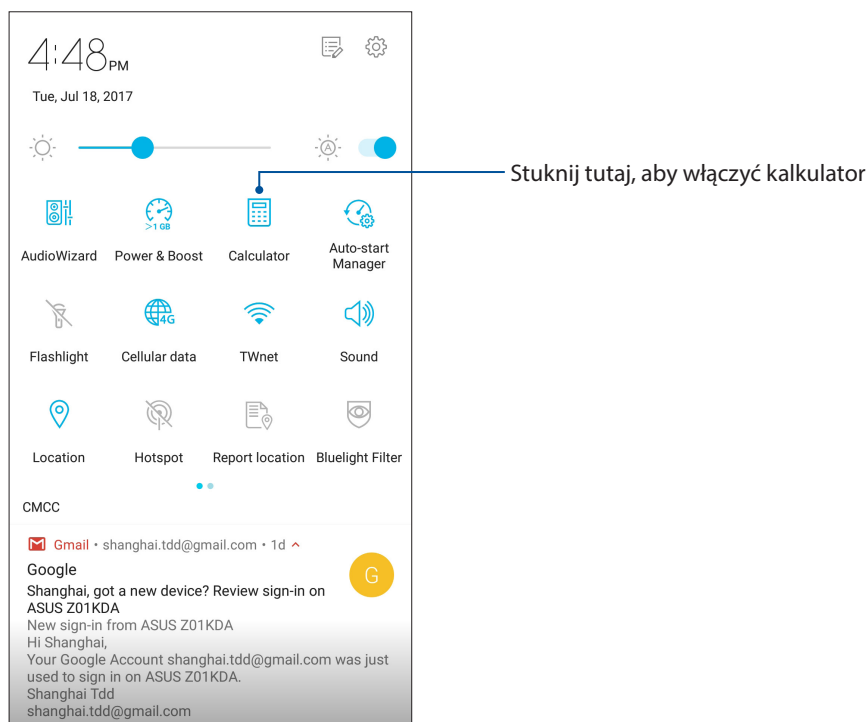 4:48 PM
Tue, Jul 18, 2017
A
Stuknij tutaj, aby włączyć kalkulator
>1 GB
AudioWizard Power & Boost Calculator Auto-start Manager
4G
Flashlight Cellular data TWnet Sound
Location Hotspot Report location Bluelight Filter
CMCC
Gmail • shanghai.tdd@gmail.com • 1d
Google
G
Shanghai, got a new device? Review sign-in on
ASUS Z01KDA
New sign-in from ASUS Z01KDA
Hi Shanghai,
Your Google Account shanghai.tdd@gmail.com was just
used to sign in on ASUS Z01KDA.
Shanghai Tdd
shanghai.tdd@gmail.com